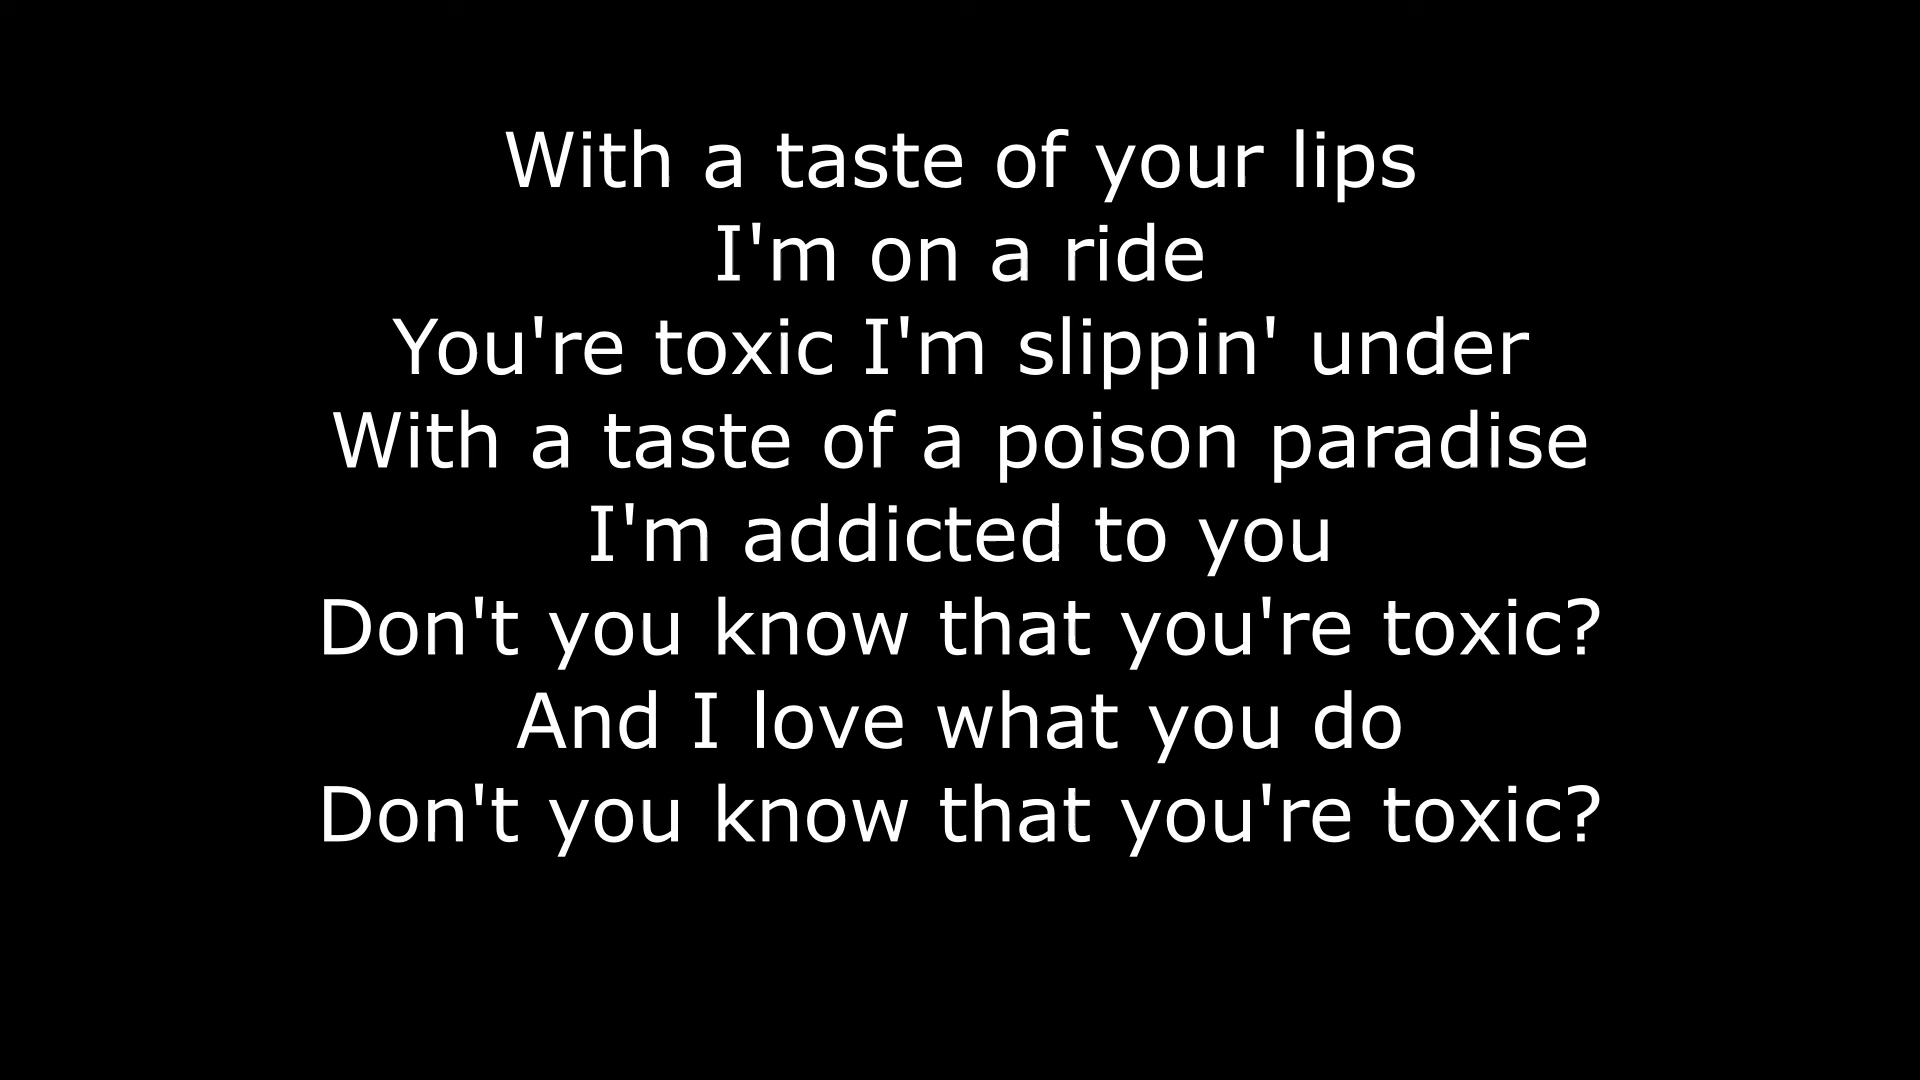 With a taste of your lips
I'm on a ride
You're toxic I'm slippin' under
With a taste of a poison paradise
I'm addicted to you
Don't you know that you're toxic?
And I love what you do
Don't you know that you're toxic?